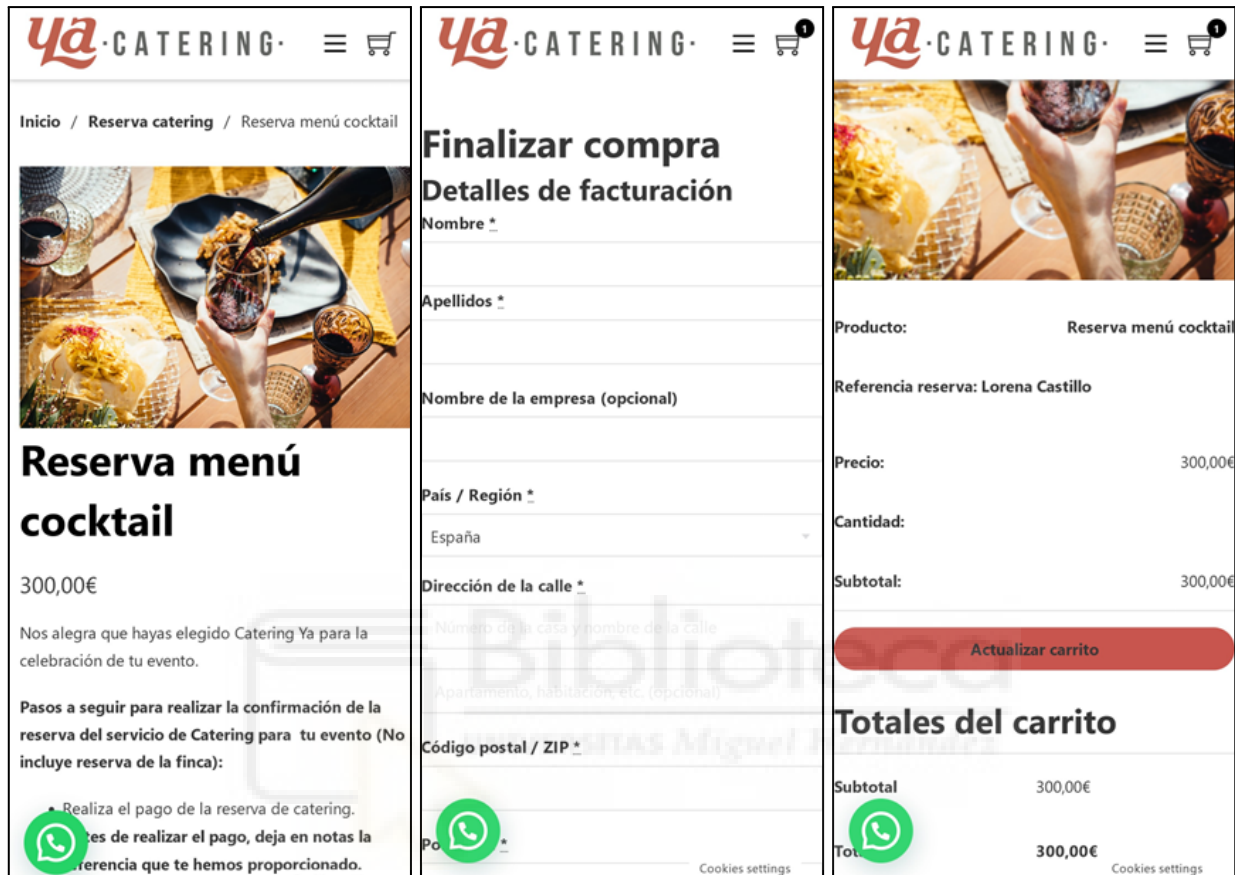 ya ·CATERING·
Inicio / Reserva catering / Reserva menú cocktail
Reserva menú
cocktail
300,00€
Nos alegra que hayas elegido Catering Ya para la
celebración de tu evento.
Pasos a seguir para realizar la confirmación de la
reserva del servicio de Catering para tu evento (No
incluye reserva de la finca):
Realiza el pago de la reserva de catering.
de realizar el pago, deja en notas la
que te hemos proporcionado.
ya ·CATERING·
1
Finalizar compra
Detalles de facturación
Nombre *
Apellidos *
Nombre de la empresa (opcional)
País / Región *
España
Dirección de la calle *
Número de la casa y nombre de la calle
Apartamento, habitación, etc. (opcional)
Código postal / ZIP *
*
Cookies settings
ya ·CATERING·
1
Producto: Reserva menú cocktail
Referencia reserva: Lorena Castillo
Precio: 300,00€
Cantidad:
Subtotal: 300,00€
Actualizar carrito
Totales del carrito
Subtotal 300,00€
300,00€
Cookies settings
Biblioteca
UNIVERSITAS Miguel Hernández